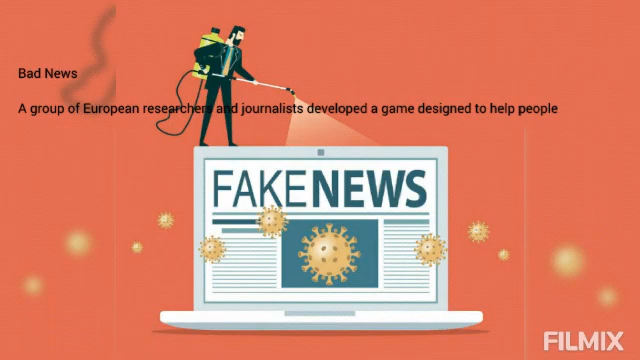 Bad News
A group of European researchers and journalists developed a game designed to help people
FAKENEWS
FILMIX